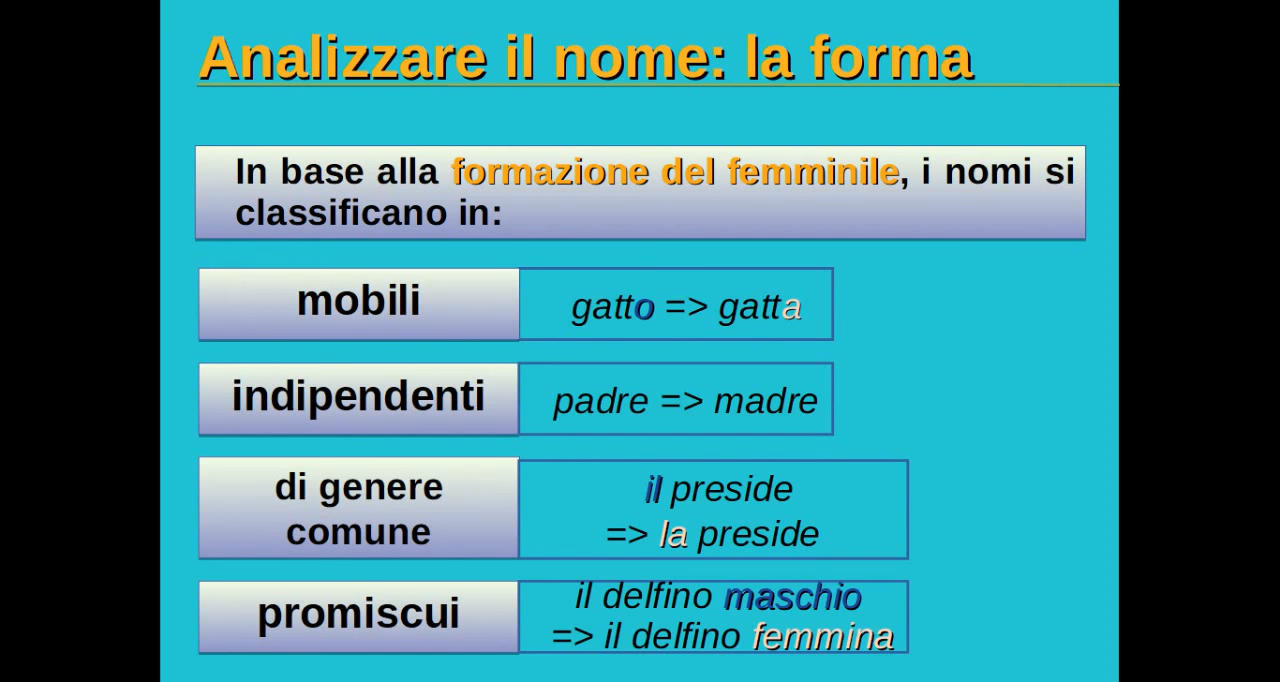 Analizzare il nome: la forma
In base alla formazione del femminile, i nomi si
classificano in:
mobili
gatto => gatta
indipendenti
padre => madre
di genere
comune
il preside
=> la preside
promiscui
il delfino maschio
=> il delfino femmina